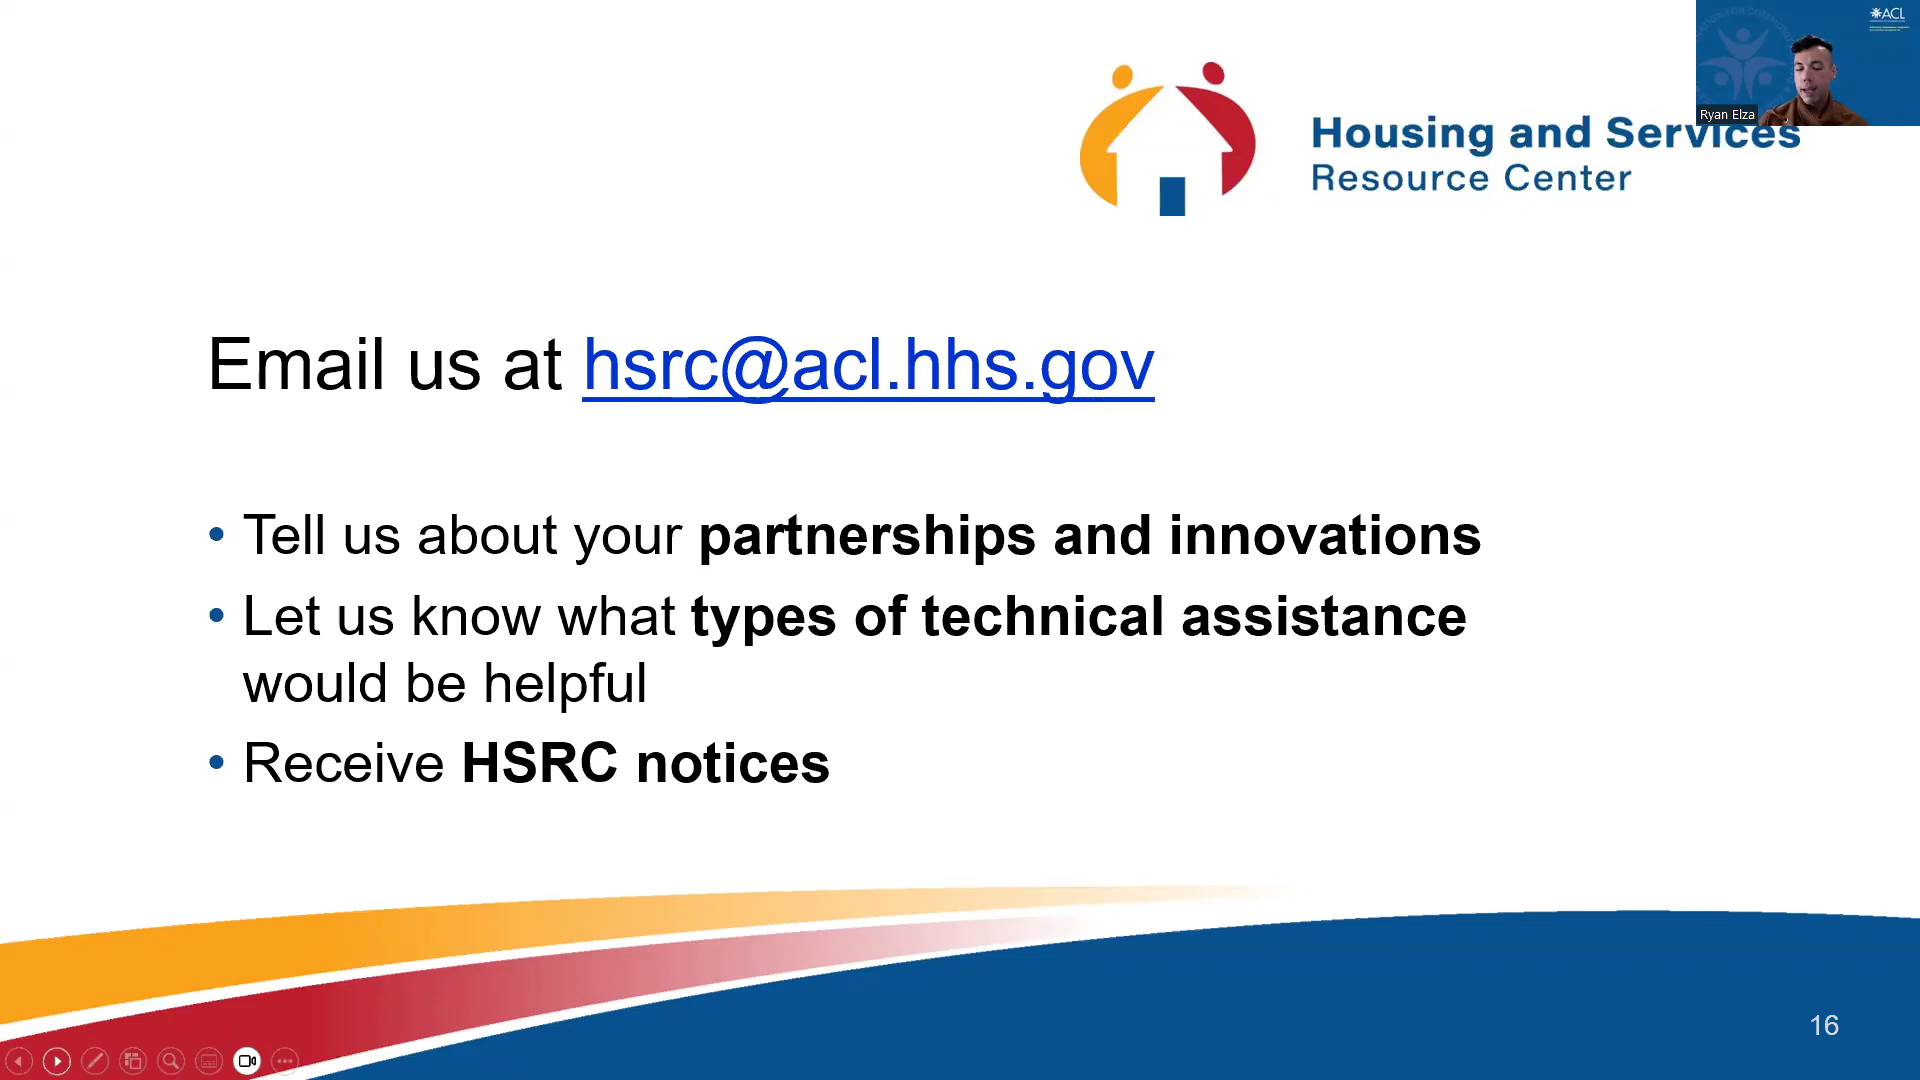 ACL
Ryan Elza
Housing and Services
Resource Center
Email us at hsrc@acl.hhs.gov
• Tell us about your partnerships and innovations
• Let us know what types of technical assistance
would be helpful
• Receive HSRC notices
16